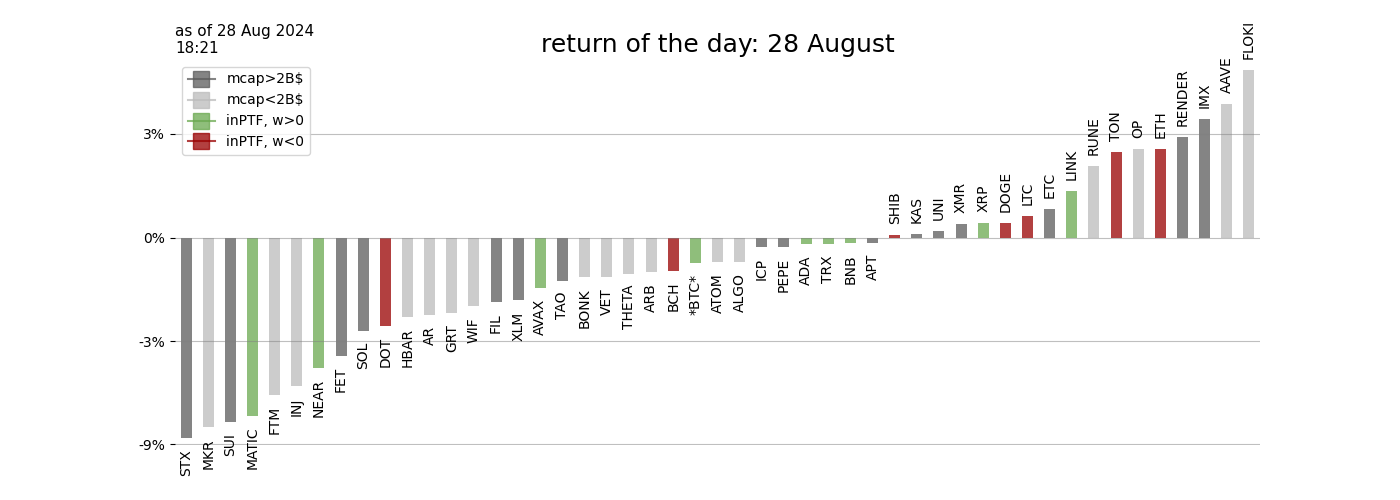 as of 28 Aug 2024
18:21
return of the day: 28 August
mcap>2B$
mcap<2B$
inPTF, w>0
inPTF, w<0
3%
0%
-3%
-9%
STX
MKR
SUI
MATIC
FTM
INJ
NEAR
FET
SOL
DOT
HBAR
AR
GRT
WIF
FIL
XLM
AVAX
TAO
BONK
VET
THETA
ARB
BCH
*BTC*
ATOM
ALGO
ICP
PEPE
ADA
TRX
BNB
APT
SHIB
KAS
UNI
XMR
XRP
DOGE
LTC
ETC
LINK
RUNE
TON
OP
ETH
RENDER
IMX
AAVE
FLOKI